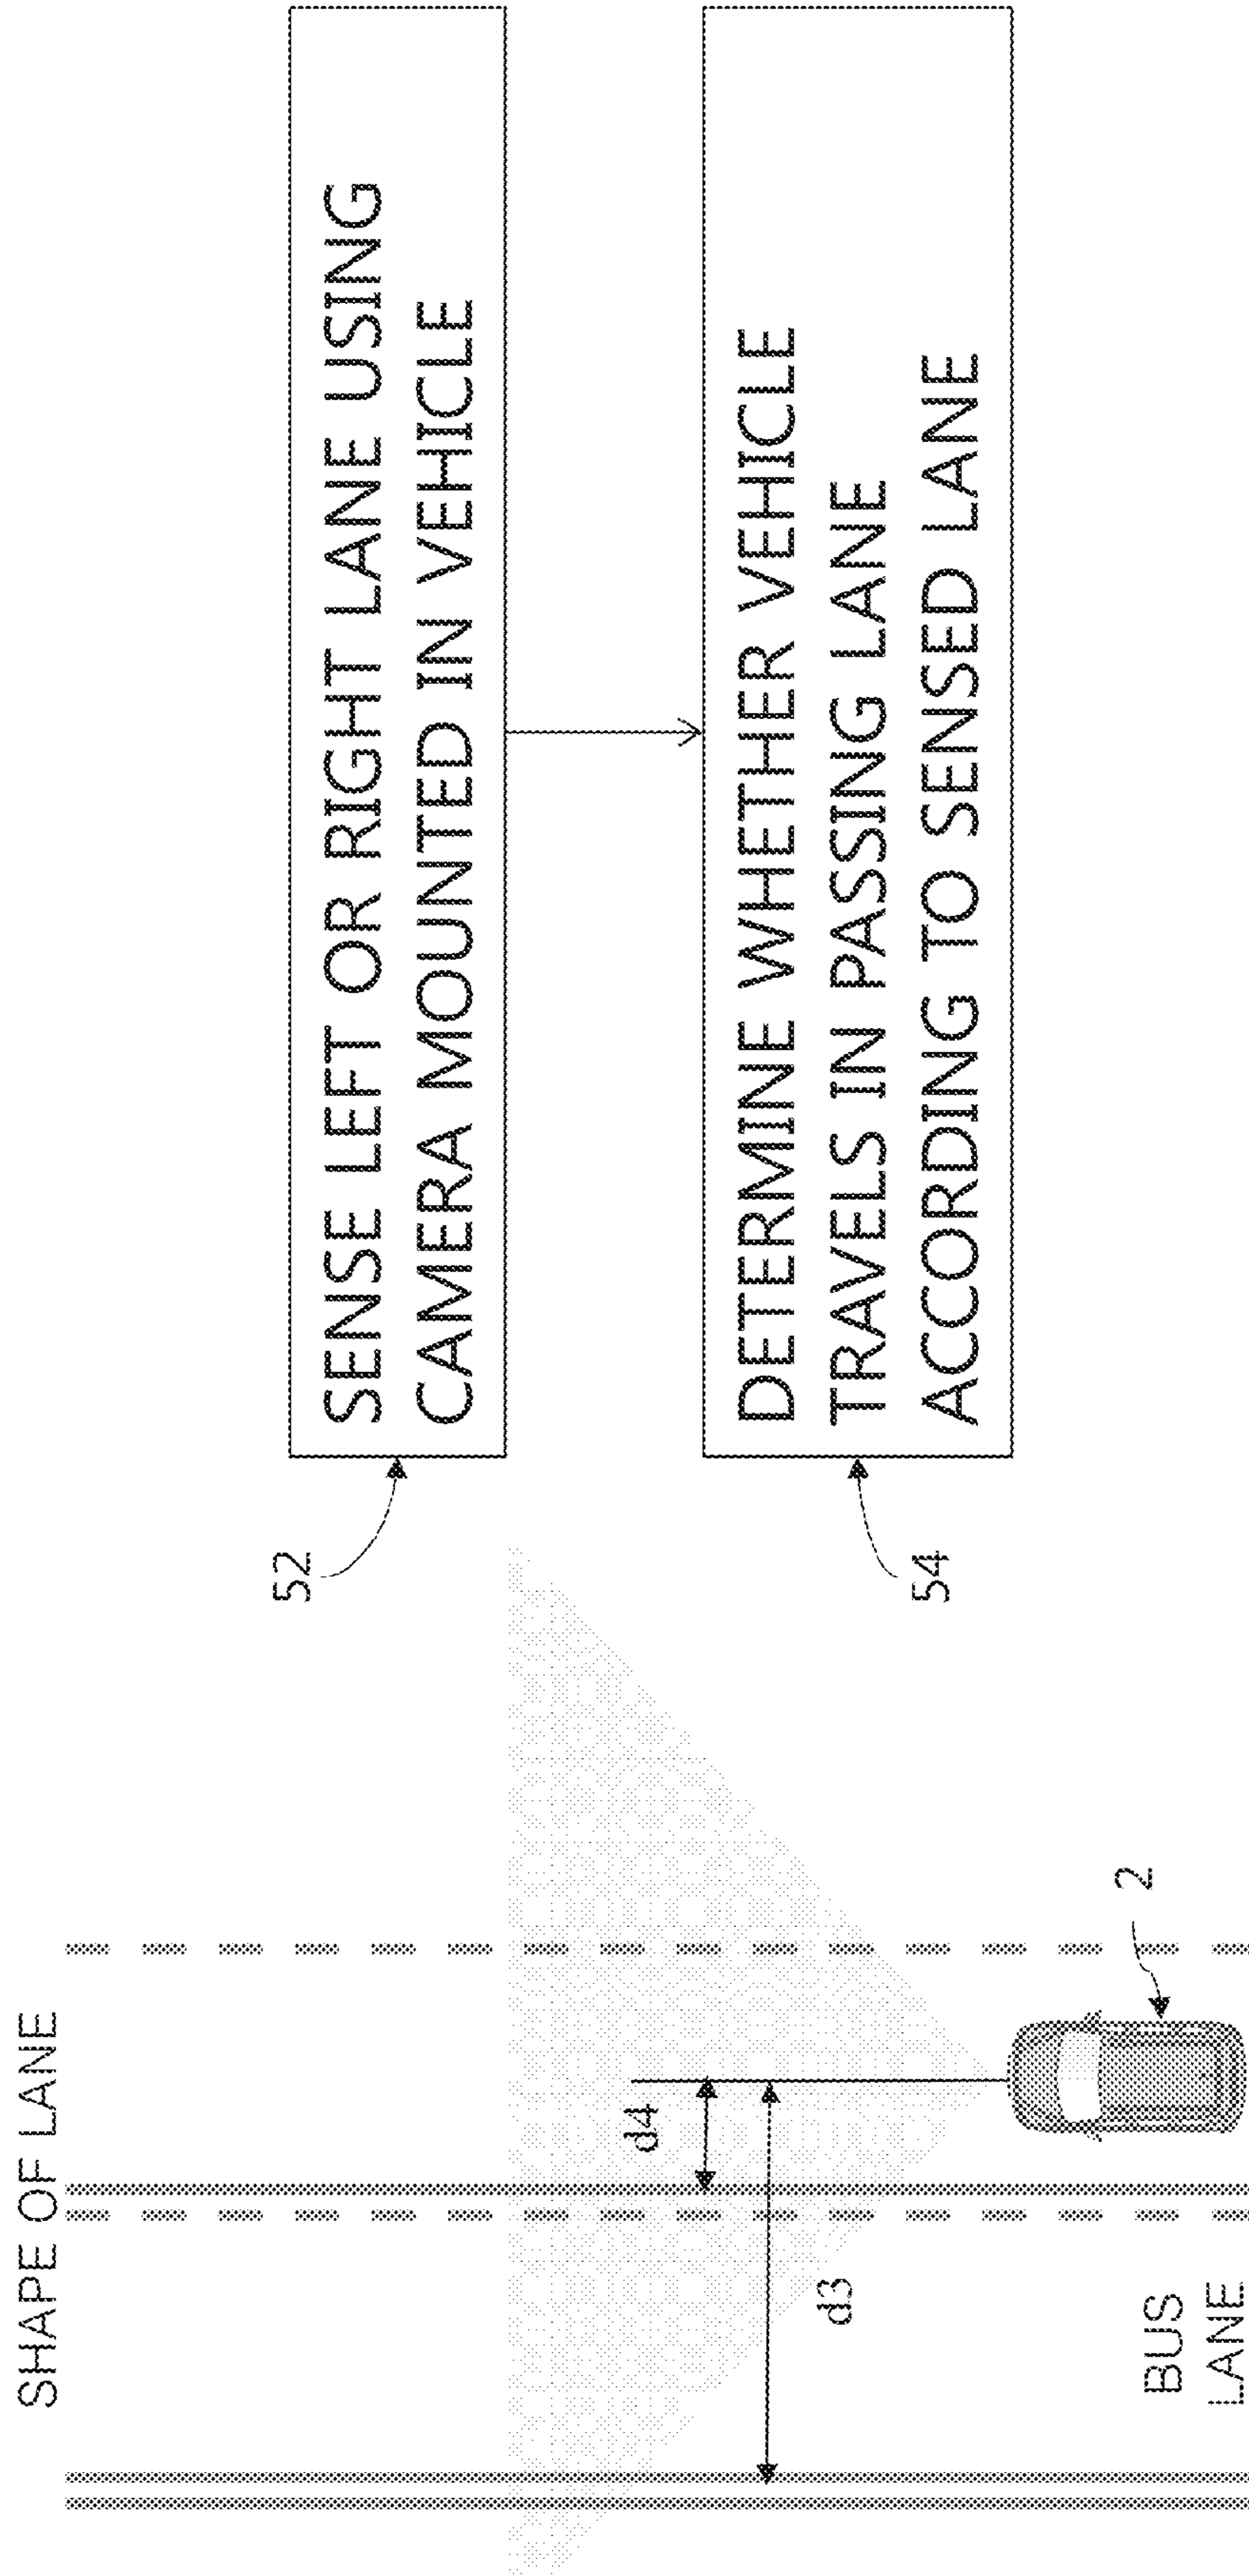 SHAPE OF LANE
d4
d3
BUS
LANE
2
52
SENSE LEFT OR RIGHT LANE USING
CAMERA MOUNTED IN VEHICLE
54
DETERMINE WHETHER VEHICLE
TRAVELS IN PASSING LANE
ACCORDING TO SENSED LANE